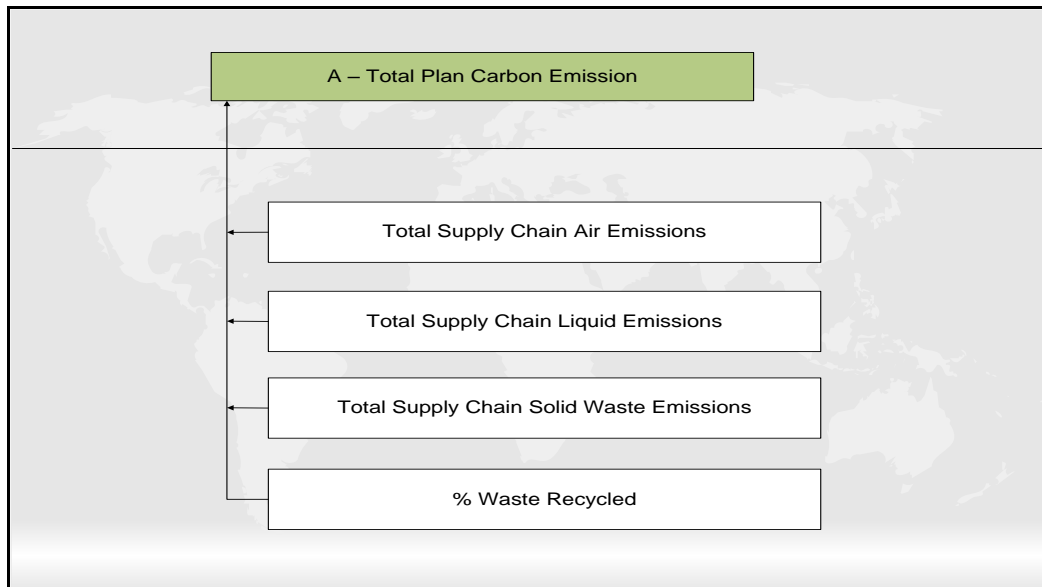 A – Total Plan Carbon Emission
Total Supply Chain Air Emissions
Total Supply Chain Liquid Emissions
Total Supply Chain Solid Waste Emissions
% Waste Recycled